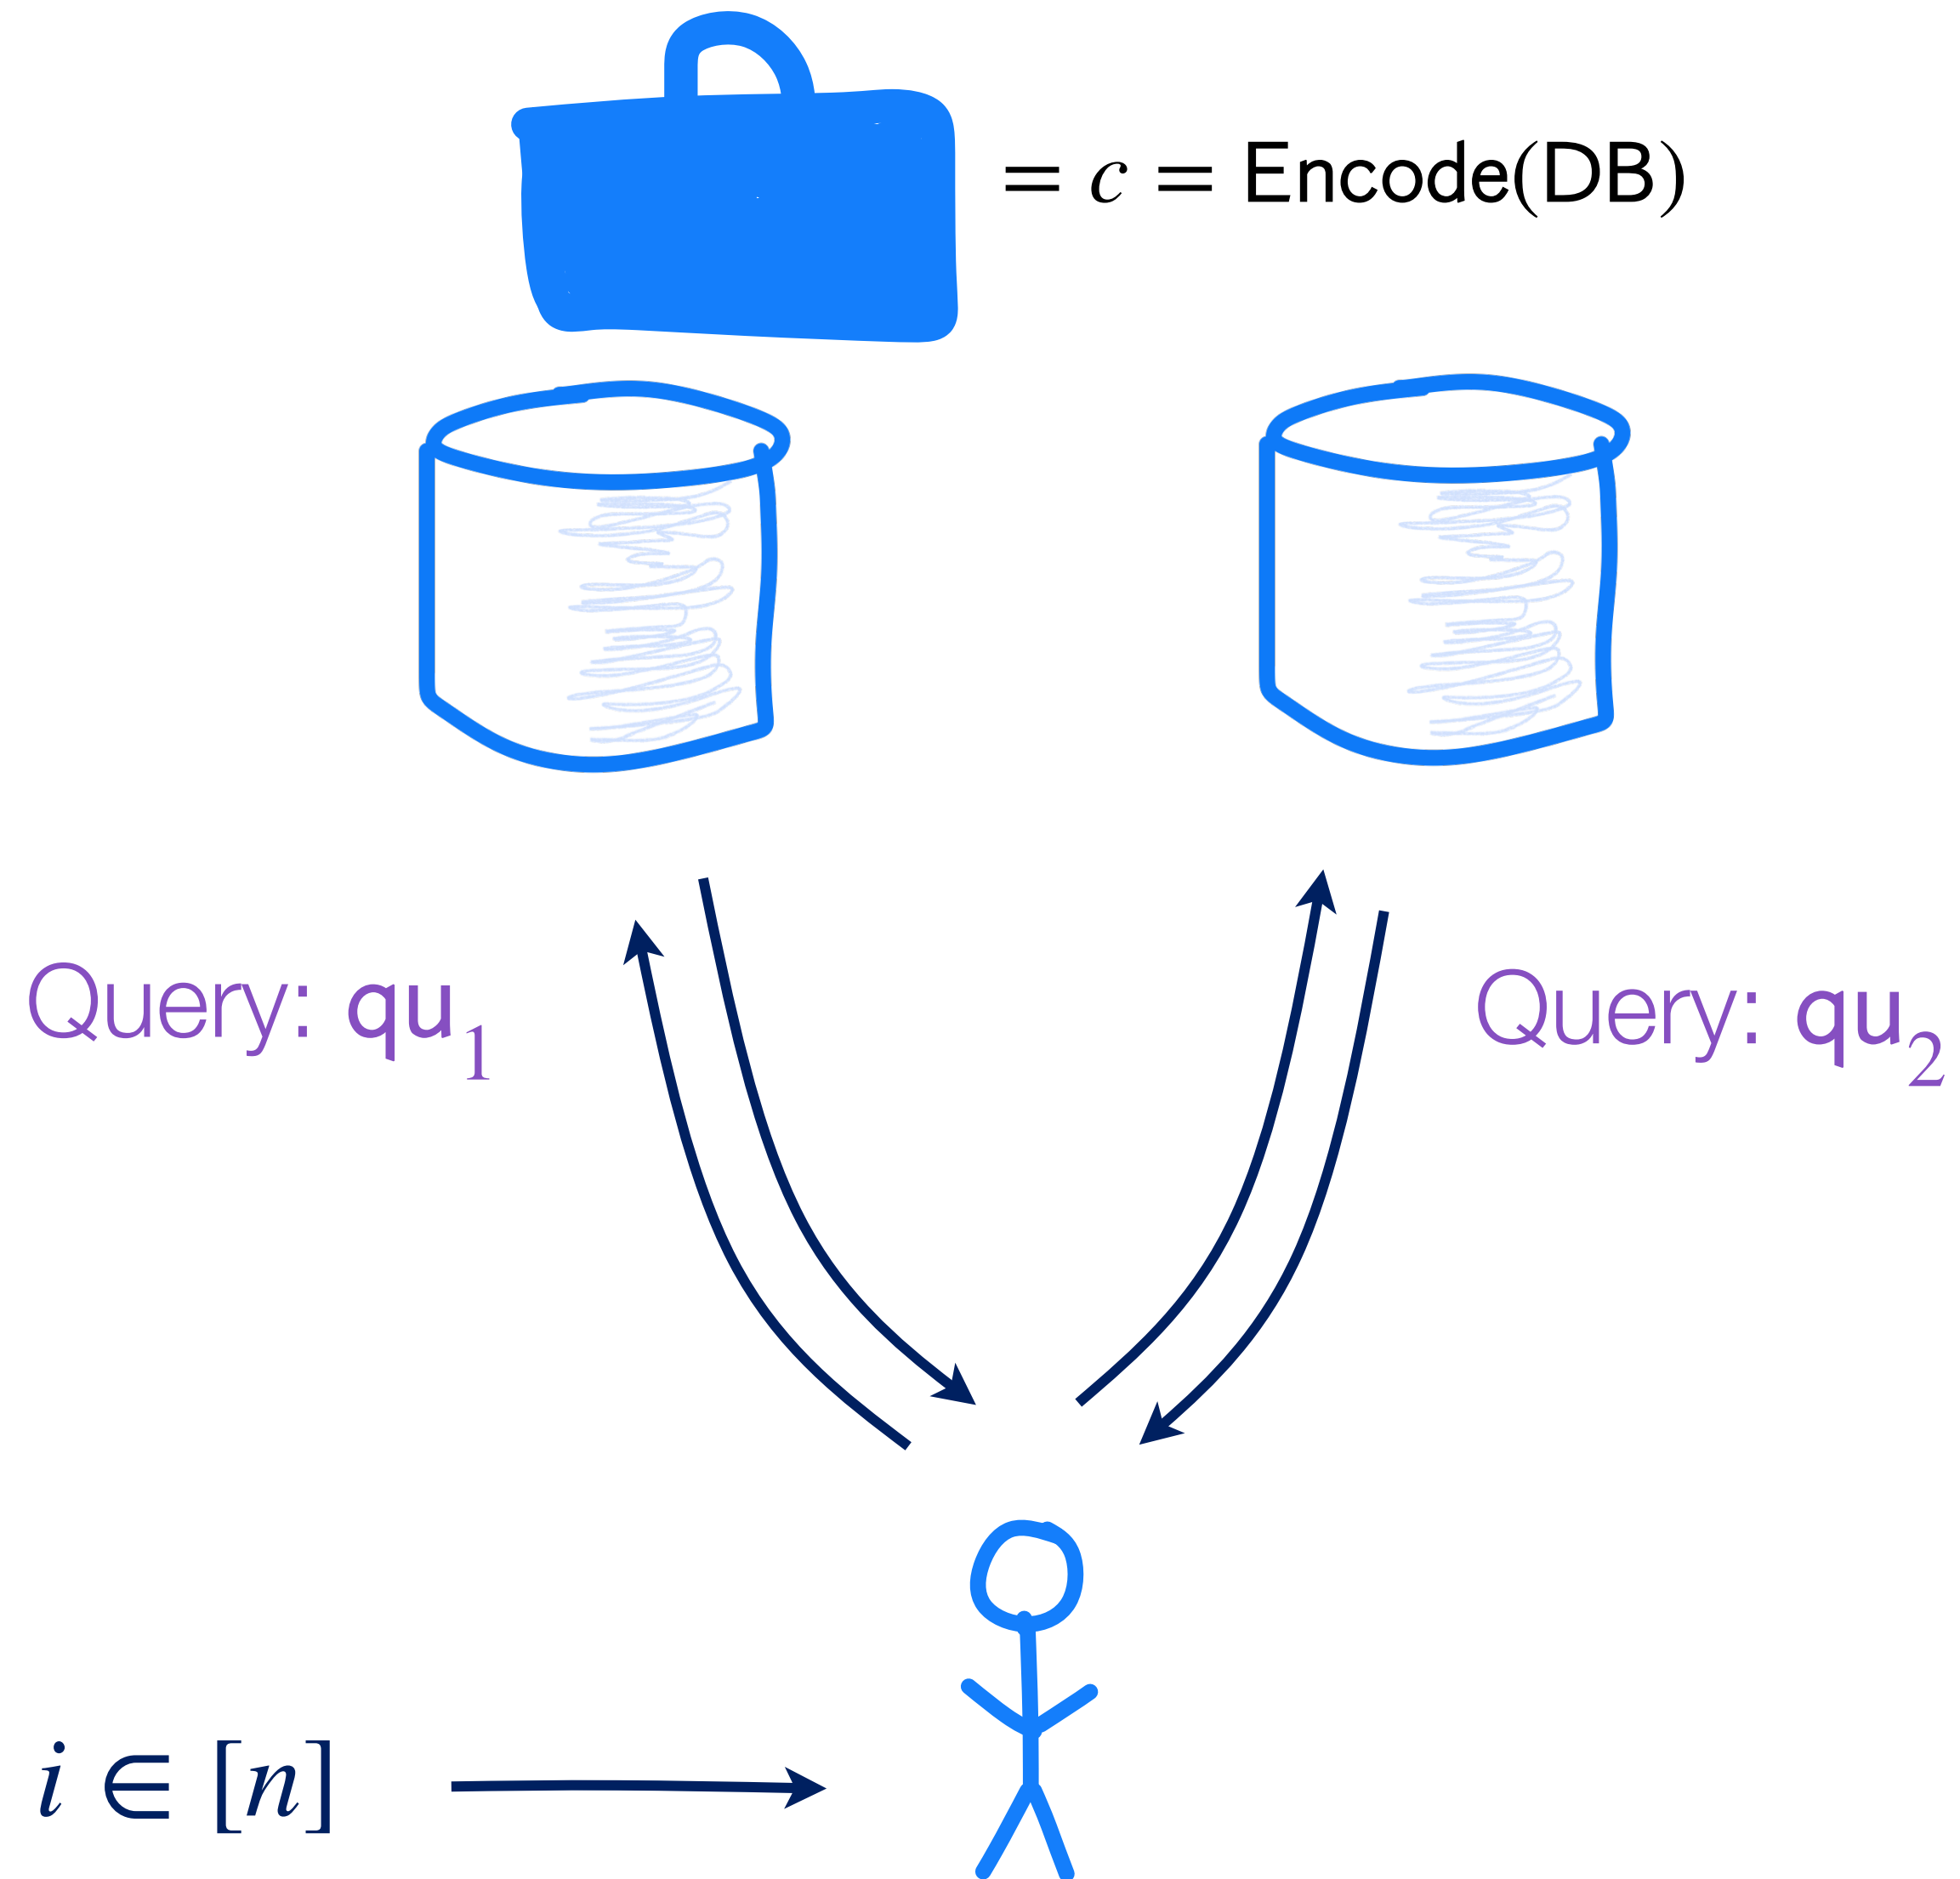 = c = Encode(DB)
Query: qu₁
Query: qu₂
i ∈ [n]